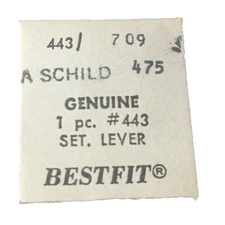 443/ 709
A SCHILD 475
GENUINE
1 pc. #443
SET. LEVER
BESTFIT®